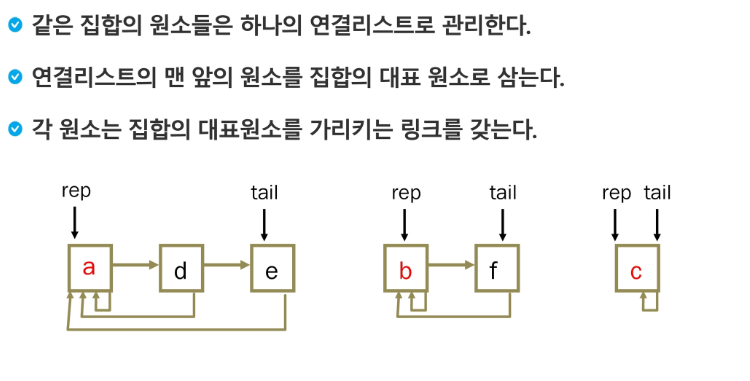 같은 집합의 원소들은 하나의 연결리스트로 관리한다.
연결리스트의 맨 앞의 원소를 집합의 대표 원소로 삼는다.
각 원소는 집합의 대표원소를 가리키는 링크를 갖는다.
rep tail rep tail rep tail
a d e b f c